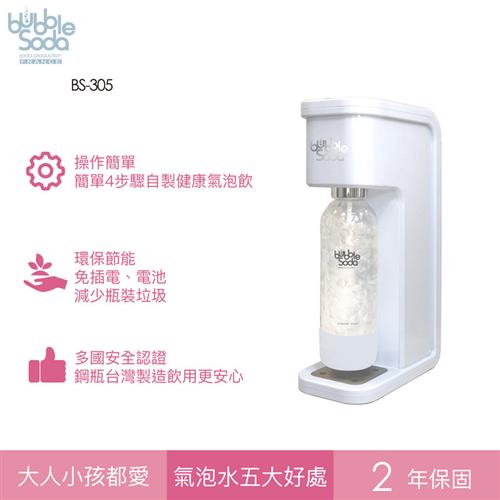 bubble
Soda
soda production
FRANCE
BS-305
操作簡單
簡單4步驟自製健康氣泡飲
環保節能
免插電、電池
減少瓶裝垃圾
多國安全認證
鋼瓶台灣製造飲用更安心
bubble
Soda
bubble
Soda
大人小孩都愛
氣泡水五大好處
2 年保固